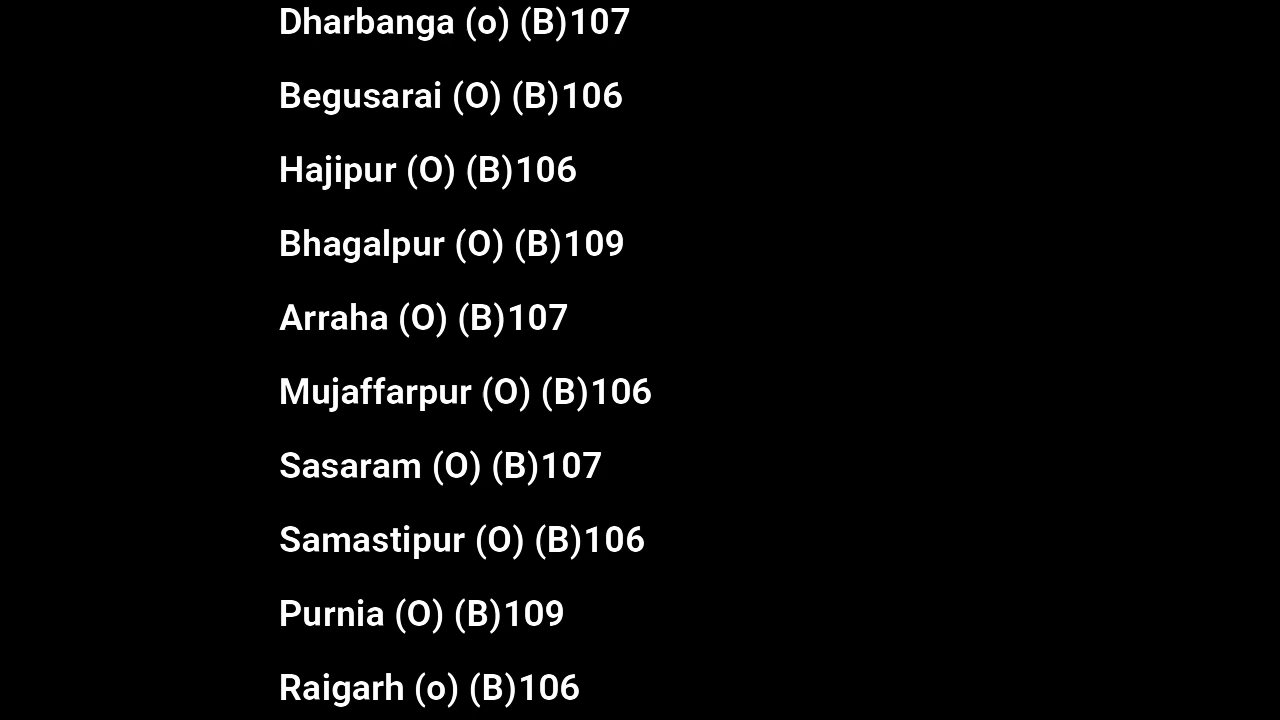 Dharbanga (o) (B)107
Begusarai (O) (B)106
Hajipur (O) (B)106
Bhagalpur (O) (B)109
Arraha (O) (B)107
Mujaffarpur (O) (B)106
Sasaram (O) (B)107
Samastipur (O) (B)106
Purnia (O) (B)109
Raigarh (o) (B)106